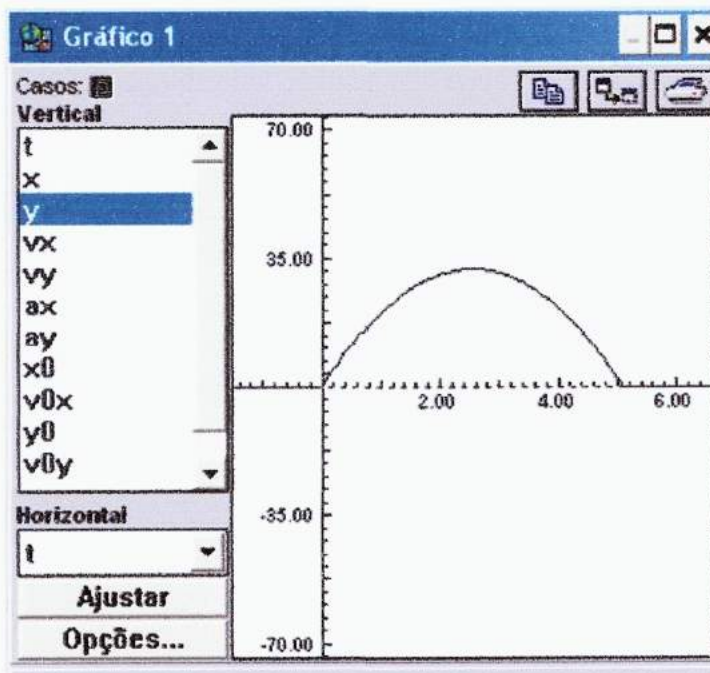 Gráfico 1
Casos:
Vertical
t
x
y
vx
vy
ax
ay
x0
v0x
y0
v0y
Horizontal
t
Ajustar
Opções...
70.00
35.00
2.00 4.00 6.00
-35.00
-70.00